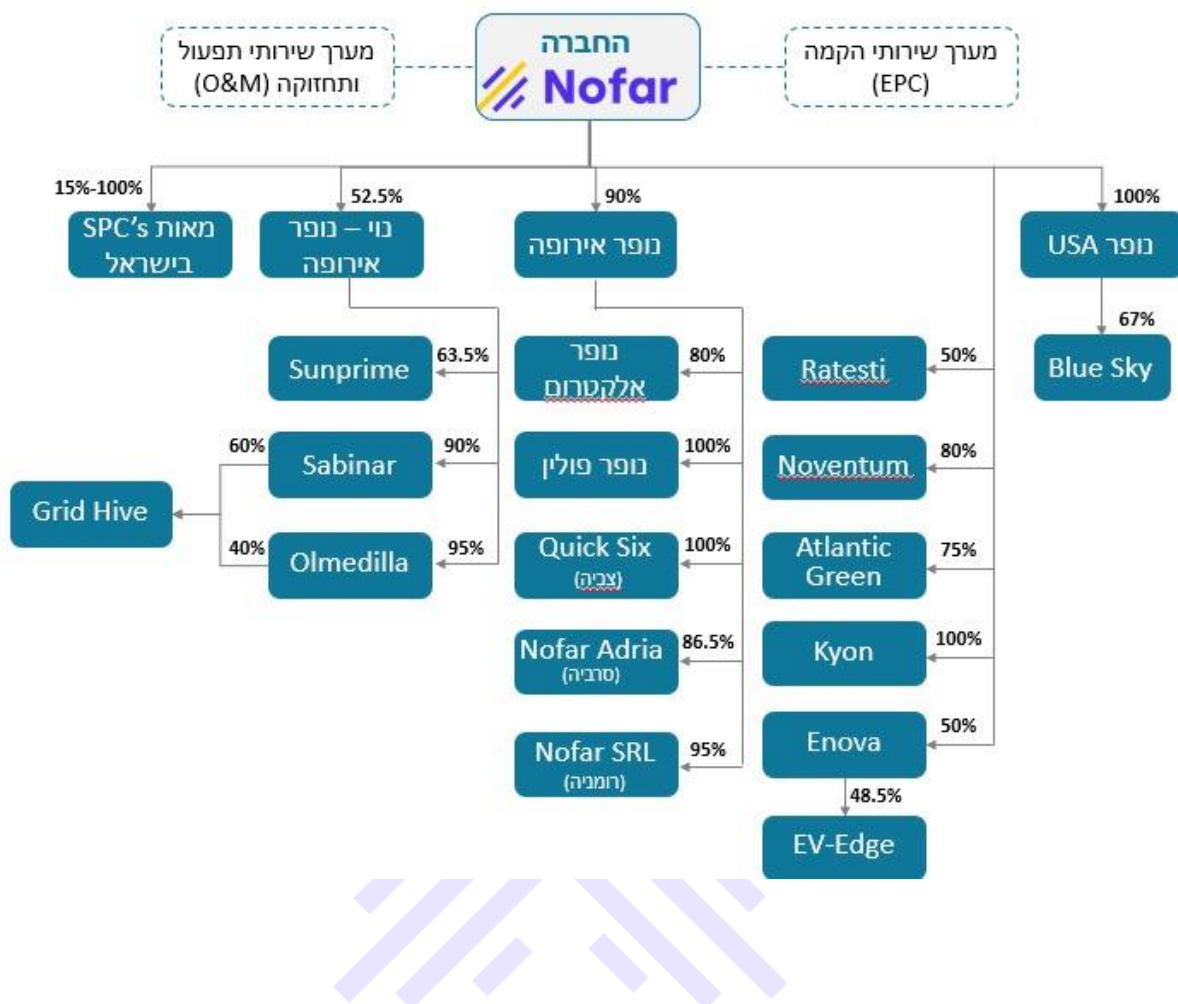 מערך שירותי הקמה
(EPC)
החברה
Nofar
מערך שירותי תפעול
ותחזוקה (O&M)
100%
90%
52.5%
15%-100%
נופר USA
נופר אירופה
נוי – נופר
אירופה
מאות SPC's
בישראל
67%
Blue Sky
50%
Ratesti
80%
Noventum
75%
Atlantic
Green
100%
Kyon
50%
Enova
48.5%
EV-Edge
80%
נופר
אלקטרום
100%
נופר פולין
100%
Quick Six
(צביה)
86.5%
Nofar Adria
(סרביה)
95%
Nofar SRL
(רומניה)
63.5%
Sunprime
90%
Sabinar
95%
Olmedilla
60%
40%
Grid Hive